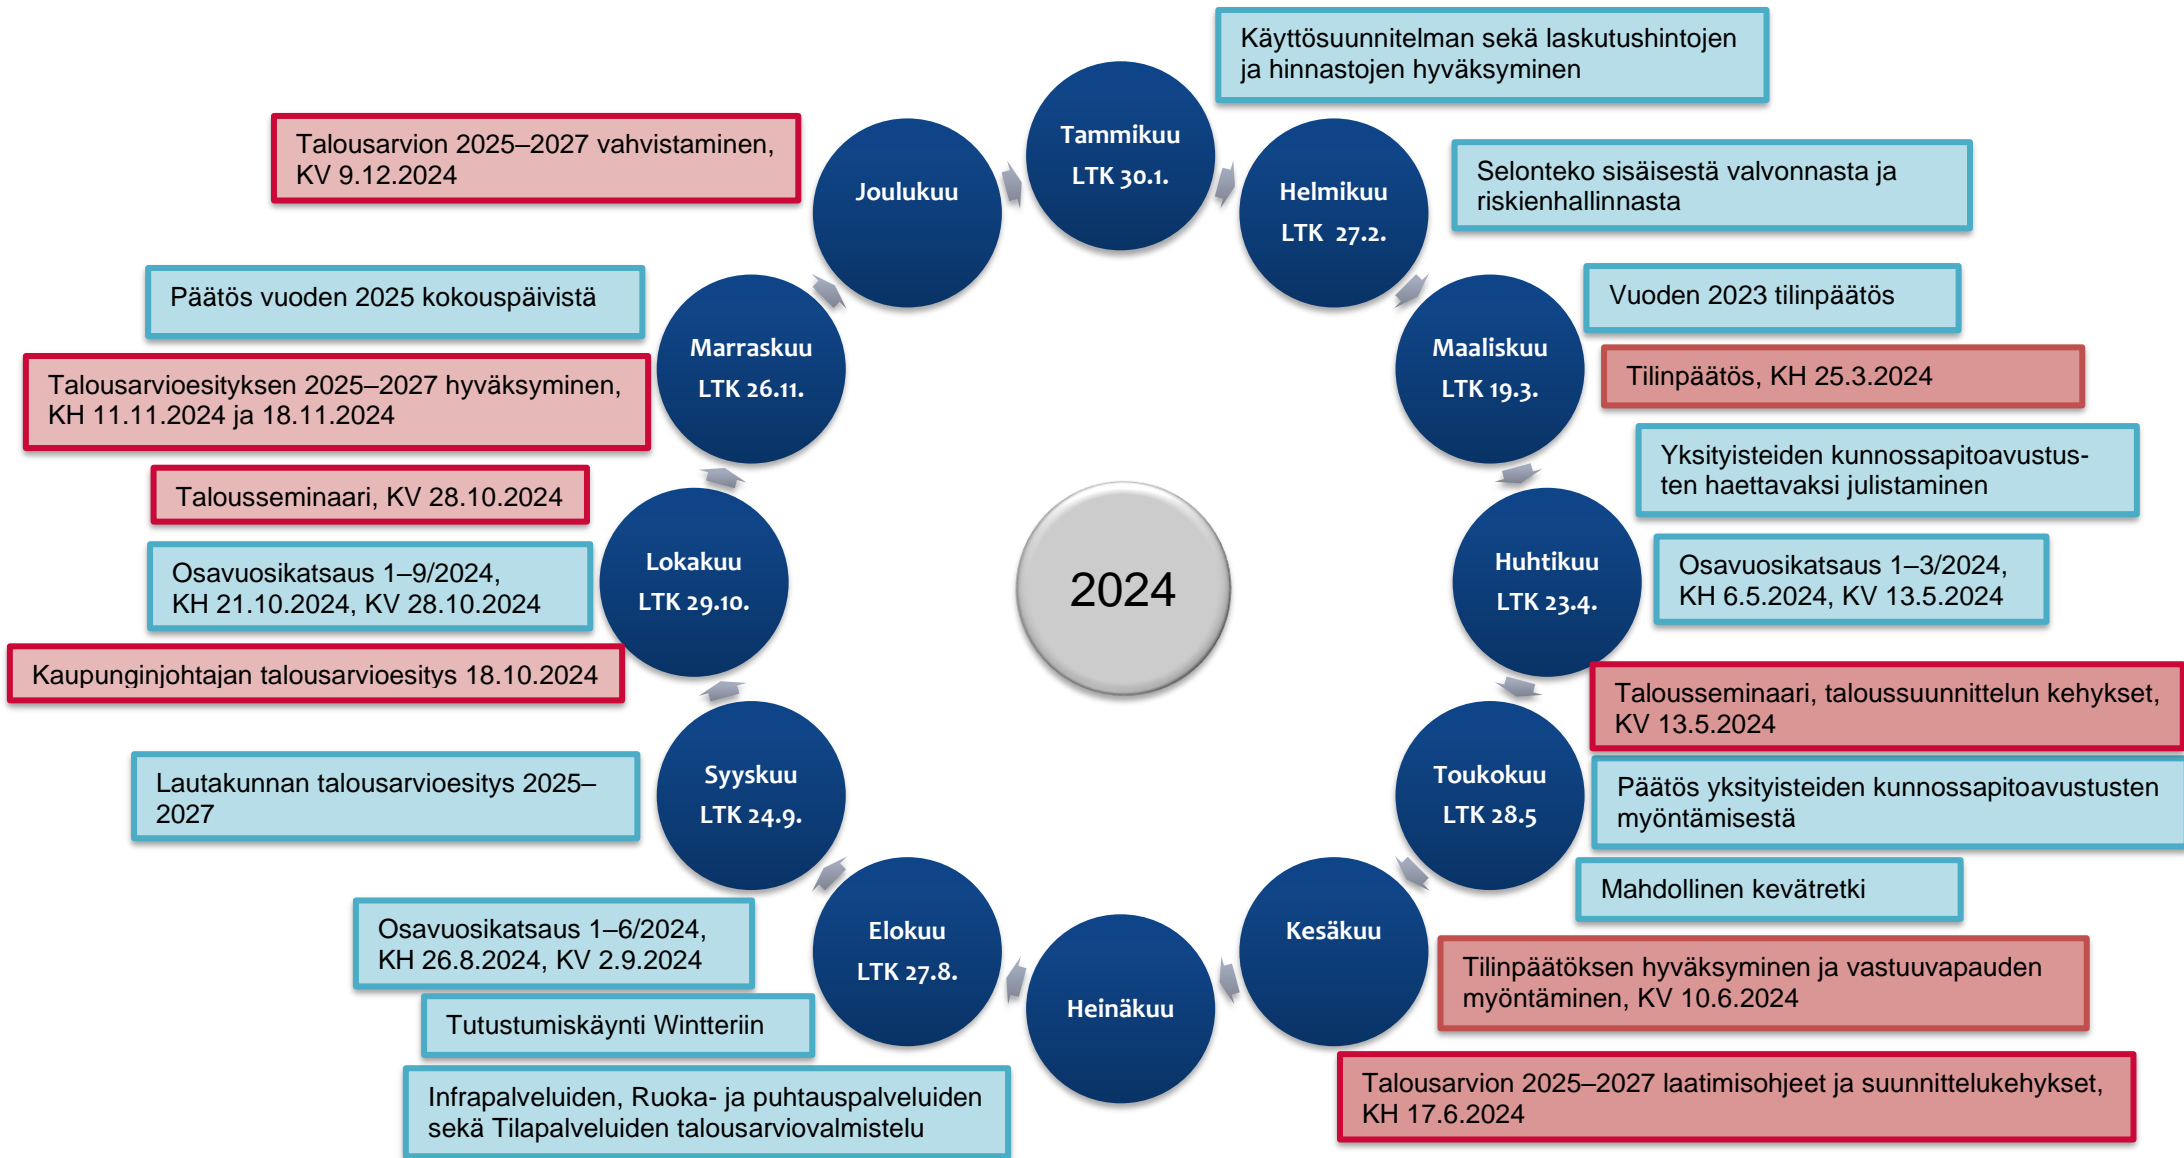 Käyttösuunnitelman sekä laskutushintojen
ja hinnastojen hyväksyminen
Tammikuu
LTK 30.1.
Selonteko sisäisestä valvonnasta ja
riskienhallinnasta
Helmikuu
LTK 27.2.
Vuoden 2023 tilinpäätös
Maaliskuu
LTK 19.3.
Tilinpäätös, KH 25.3.2024
Yksityisteiden kunnossapitoavustus-
ten haettavaksi julistaminen
Huhtikuu
LTK 23.4.
Osavuosikatsaus 1–3/2024,
KH 6.5.2024, KV 13.5.2024
Talousseminaari, taloussuunnittelun kehykset,
KV 13.5.2024
Toukokuu
LTK 28.5
Päätös yksityisteiden kunnossapitoavustusten
myöntämisestä
Mahdollinen kevätretki
Kesäkuu
Tilinpäätöksen hyväksyminen ja vastuuvapauden
myöntäminen, KV 10.6.2024
Talousarvion 2025–2027 laatimisohjeet ja suunnittelukehykset,
KH 17.6.2024
Heinäkuu
Elokuu
LTK 27.8.
Osavuosikatsaus 1–6/2024,
KH 26.8.2024, KV 2.9.2024
Tutustumiskäynti Wintteriin
Infrapalveluiden, Ruoka- ja puhtauspalveluiden
sekä Tilapalveluiden talousarviovalmistelu
Syyskuu
LTK 24.9.
Lautakunnan talousarvioesitys 2025–
2027
Kaupunginjohtajan talousarvioesitys 18.10.2024
Lokakuu
LTK 29.10.
Osavuosikatsaus 1–9/2024,
KH 21.10.2024, KV 28.10.2024
Talousseminaari, KV 28.10.2024
Talousarvioesityksen 2025–2027 hyväksyminen,
KH 11.11.2024 ja 18.11.2024
Marraskuu
LTK 26.11.
Päätös vuoden 2025 kokouspäivistä
Joulukuu
Talousarvion 2025–2027 vahvistaminen,
KV 9.12.2024
2024